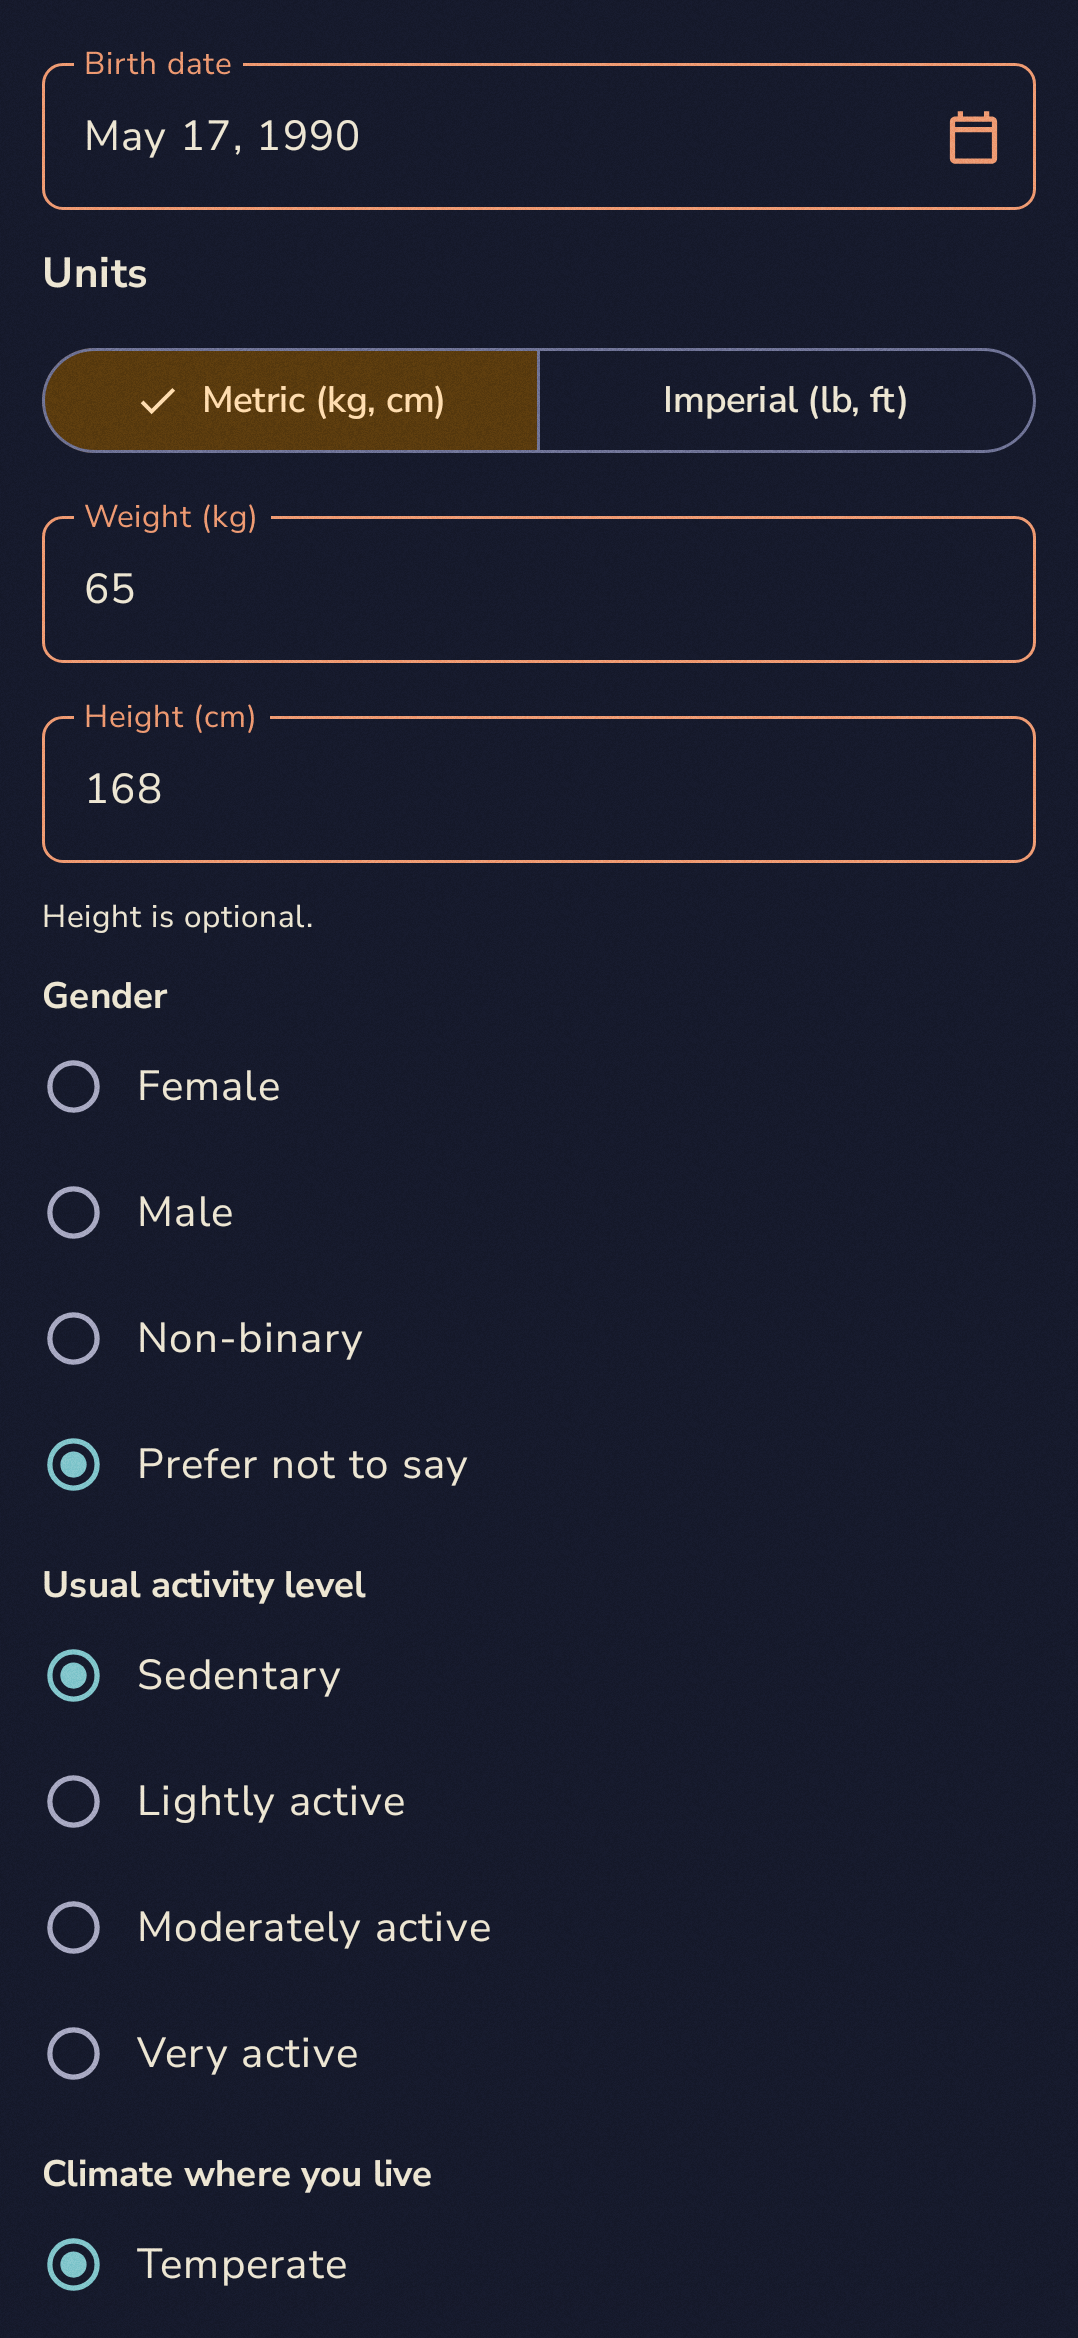 Birth date
May 17, 1990
Units
Metric (kg, cm)
Imperial (lb, ft)
Weight (kg)
65
Height (cm)
168
Height is optional.
Gender
Female
Male
Non-binary
Prefer not to say
Usual activity level
Sedentary
Lightly active
Moderately active
Very active
Climate where you live
Temperate